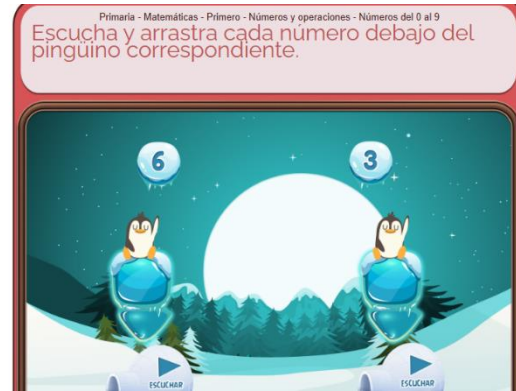 Primaria - Matemáticas - Primero - Números y operaciones - Números del 0 al 9
Escucha y arrastra cada número debajo del
pingüino correspondiente.
6 3
ESCUCHAR ESCUCHAR